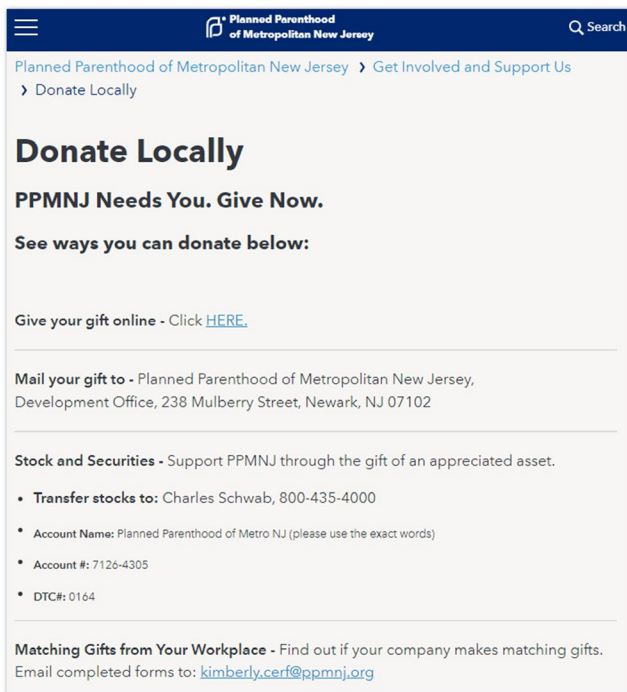 Planned Parenthood
of Metropolitan New Jersey
Search
Planned Parenthood of Metropolitan New Jersey › Get Involved and Support Us
› Donate Locally
Donate Locally
PPMNJ Needs You. Give Now.
See ways you can donate below:
Give your gift online - Click HERE.
Mail your gift to - Planned Parenthood of Metropolitan New Jersey,
Development Office, 238 Mulberry Street, Newark, NJ 07102
Stock and Securities - Support PPMNJ through the gift of an appreciated asset.
• Transfer stocks to: Charles Schwab, 800-435-4000
• Account Name: Planned Parenthood of Metro NJ (please use the exact words)
• Account #: 7126-4305
• DTC#: 0164
Matching Gifts from Your Workplace - Find out if your company makes matching gifts.
Email completed forms to: kimberly.cerf@ppmnj.org